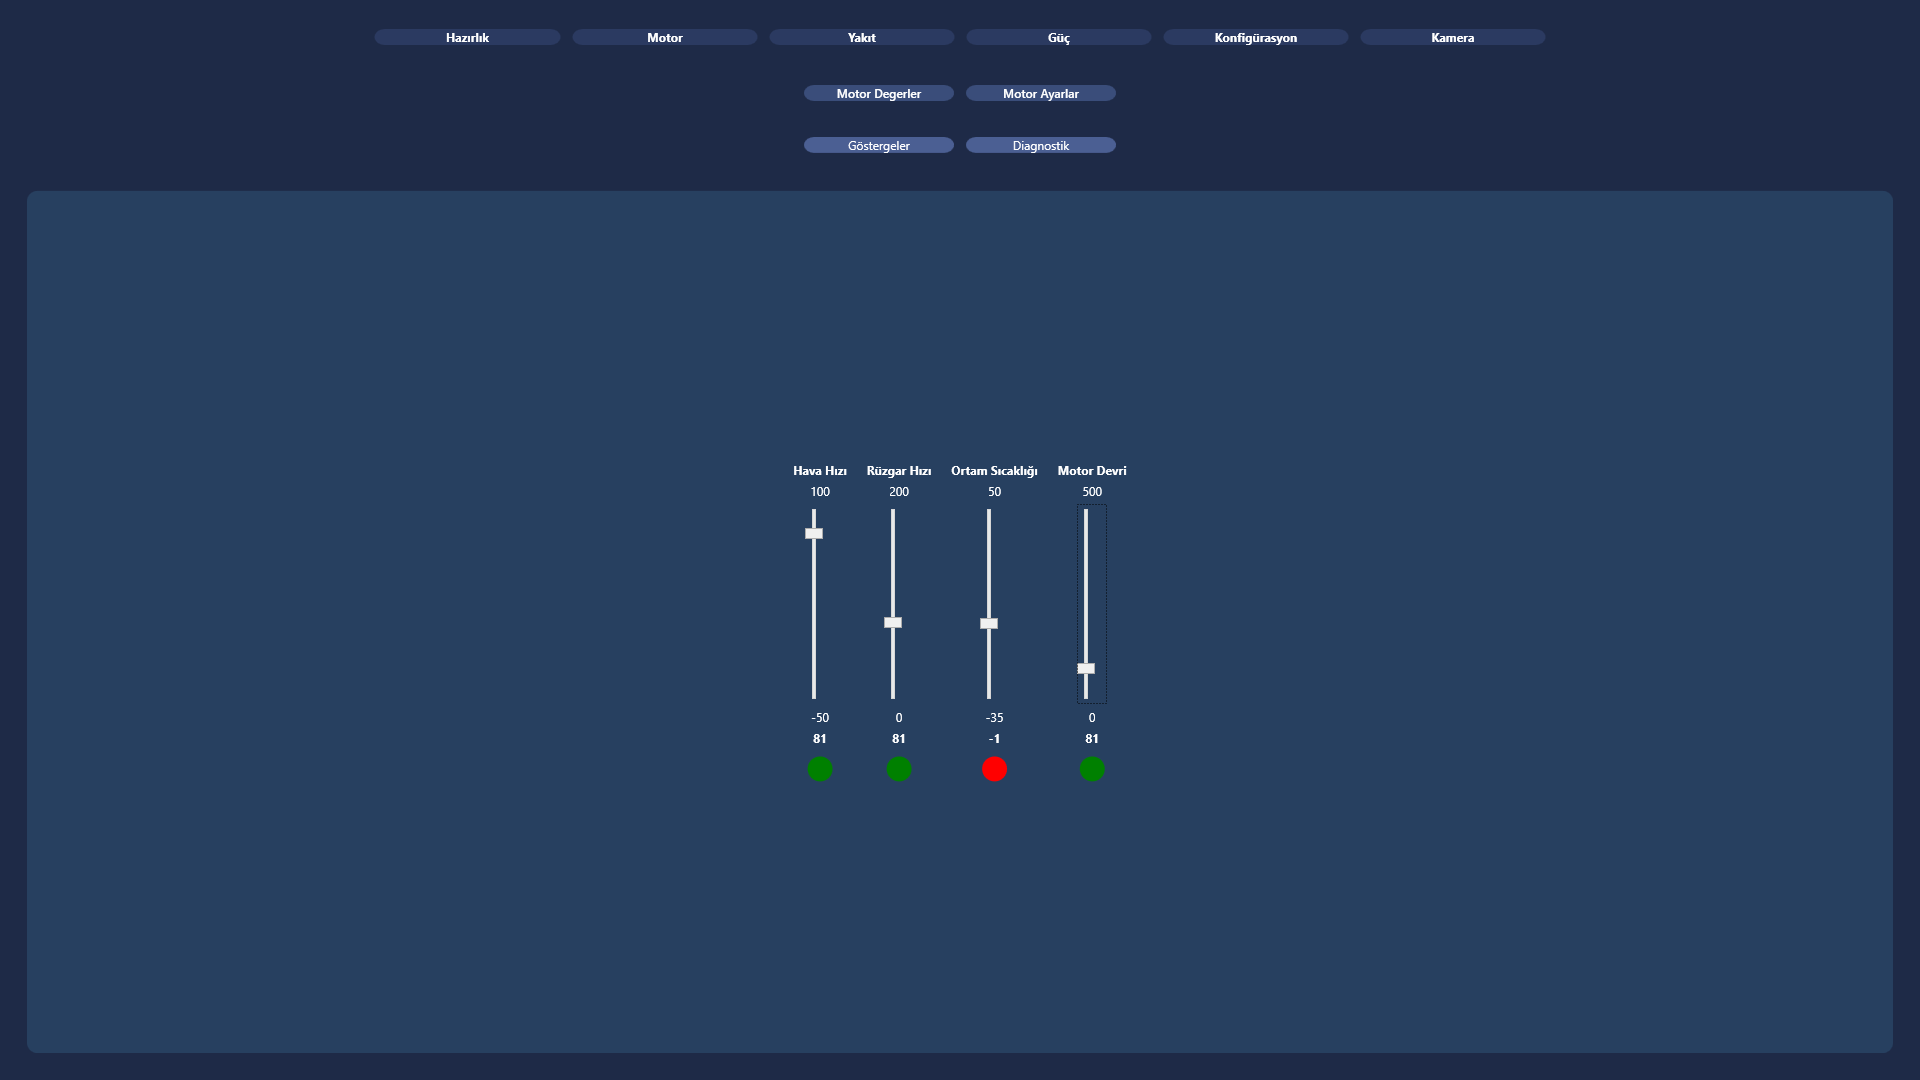 Hazırlık Motor Yakıt Güç Konfigürasyon Kamera
Motor Degerler Motor Ayarlar
Göstergeler Diagnostik
Hava Hızı Rüzgar Hızı Ortam Sıcaklığı Motor Devri
100 200 50 500
-50 0 -35 0
81 81 -1 81